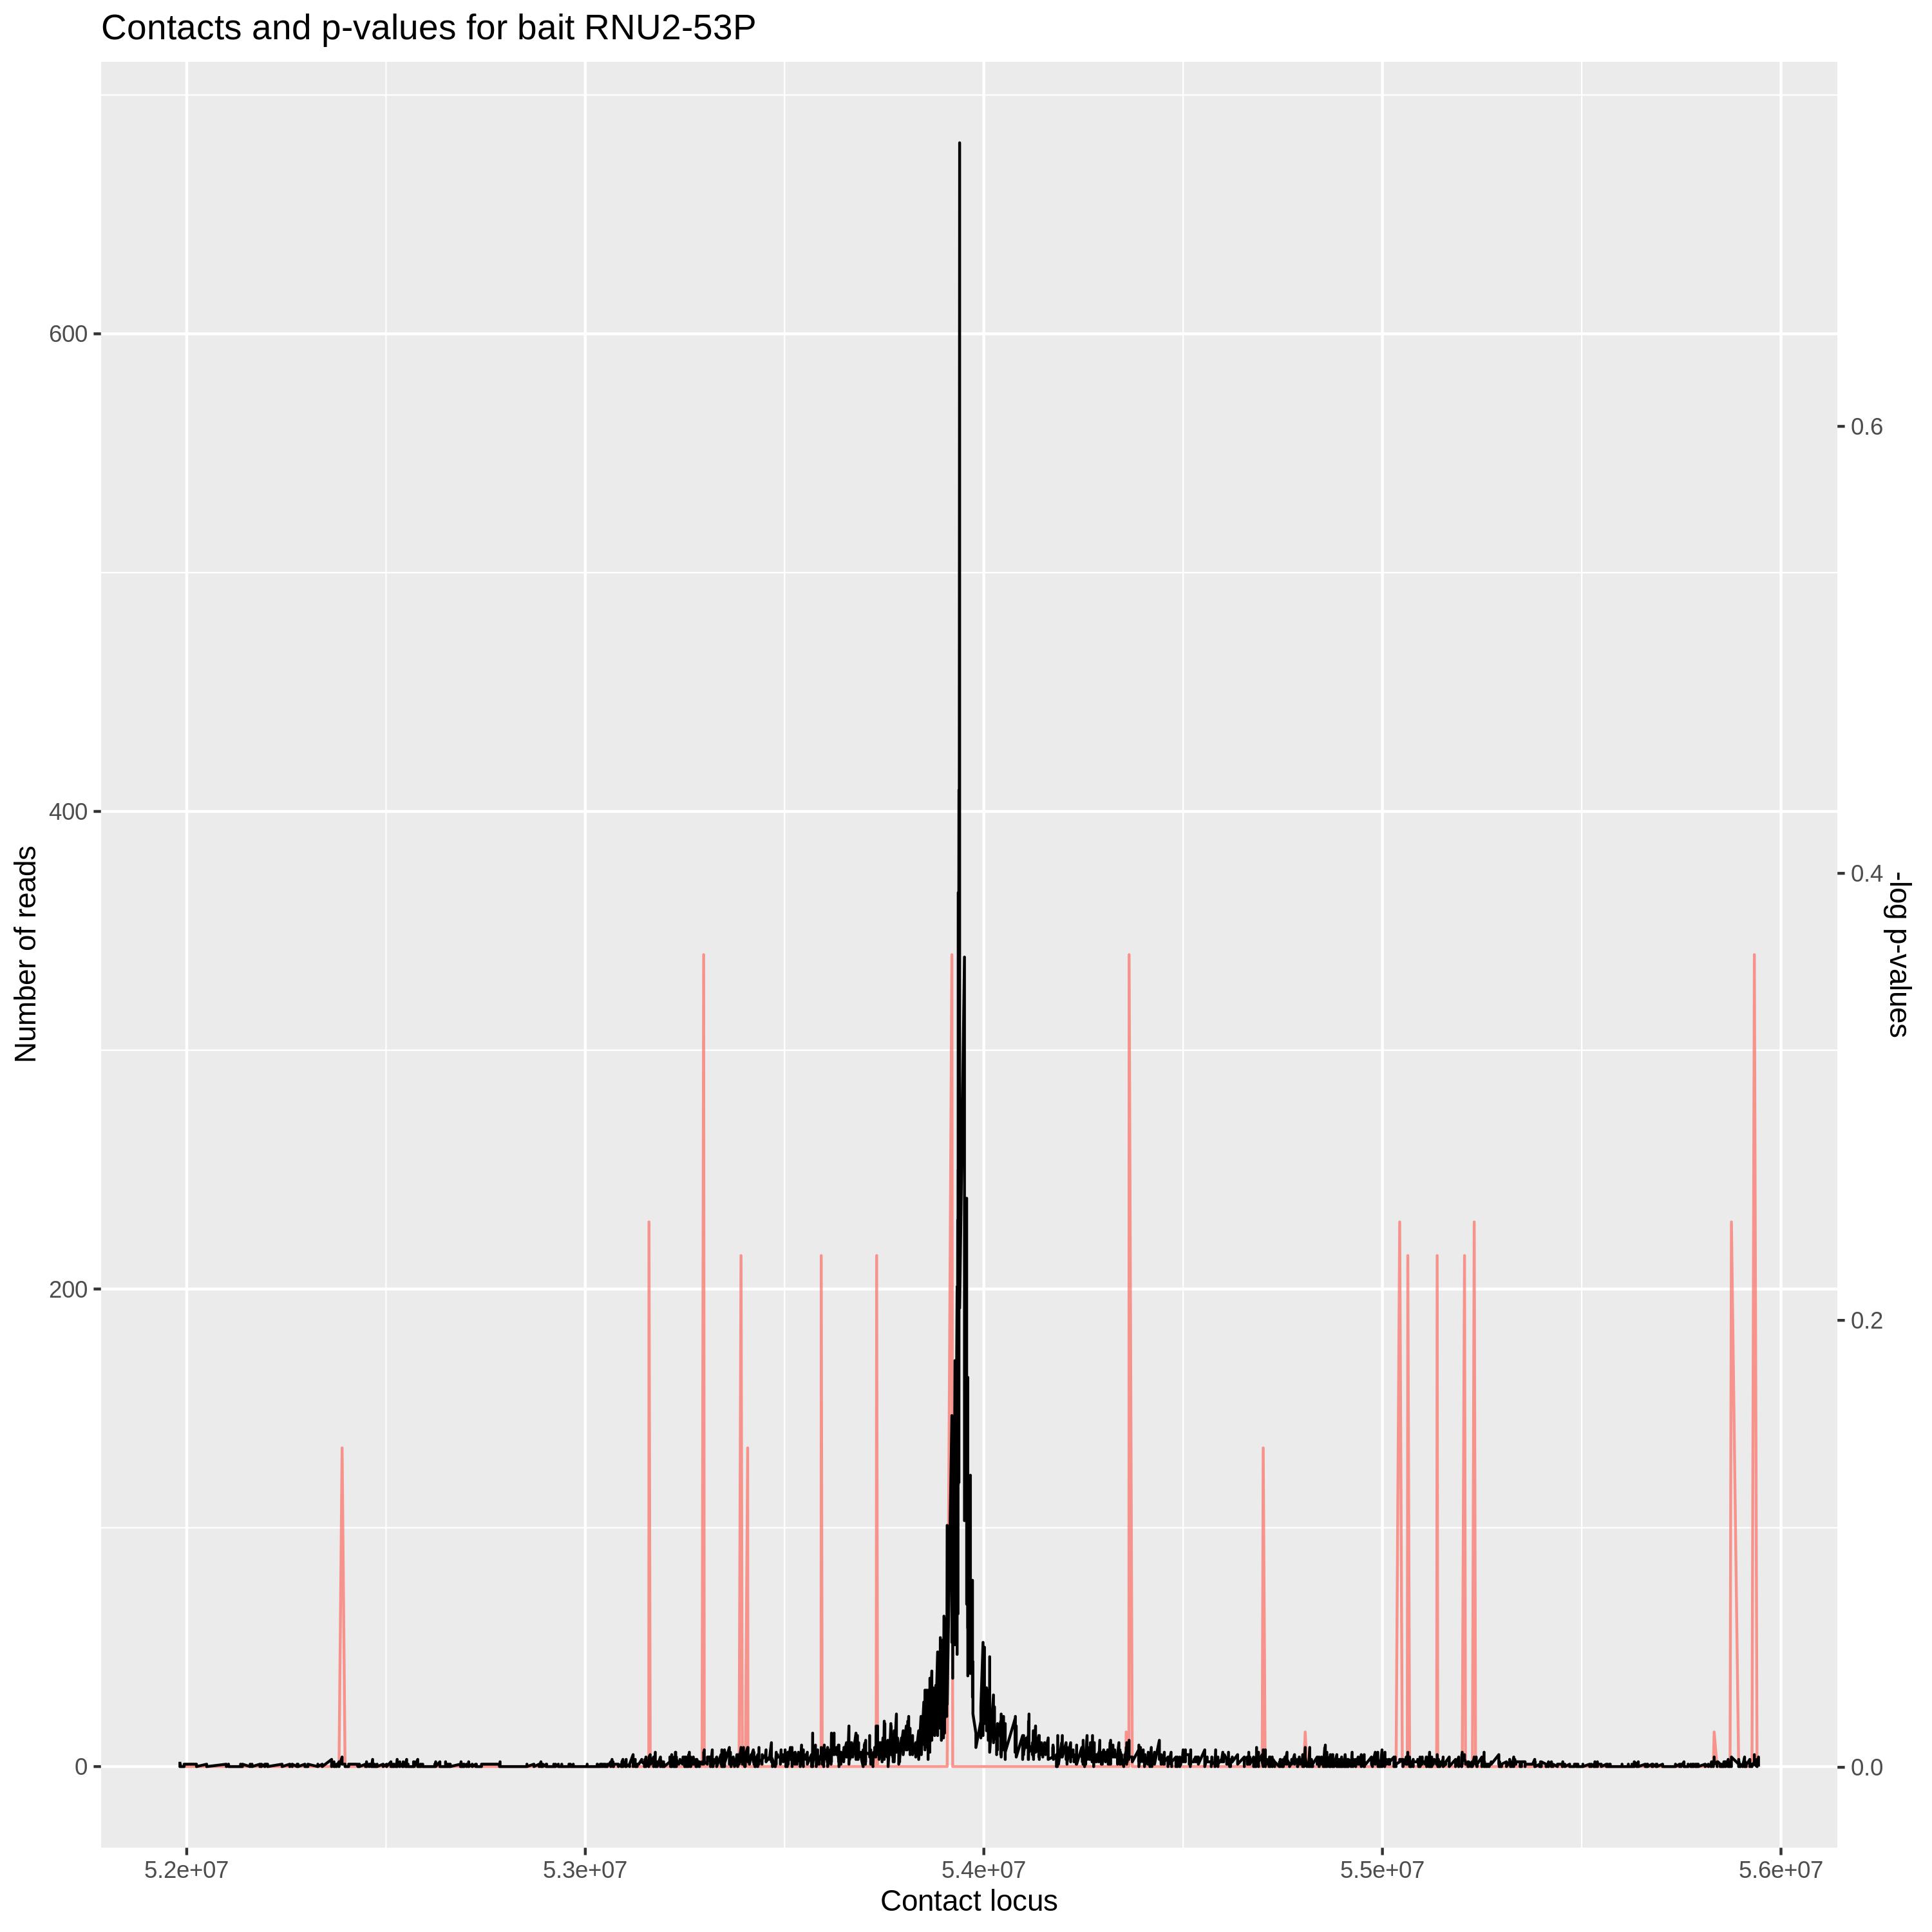 Contacts and p-values for bait RNU2-53P
600
400
200
0
Number of reads
0.6
0.4
0.2
0.0
-log p-values
5.2e+07 5.3e+07 5.4e+07 5.5e+07 5.6e+07
Contact locus